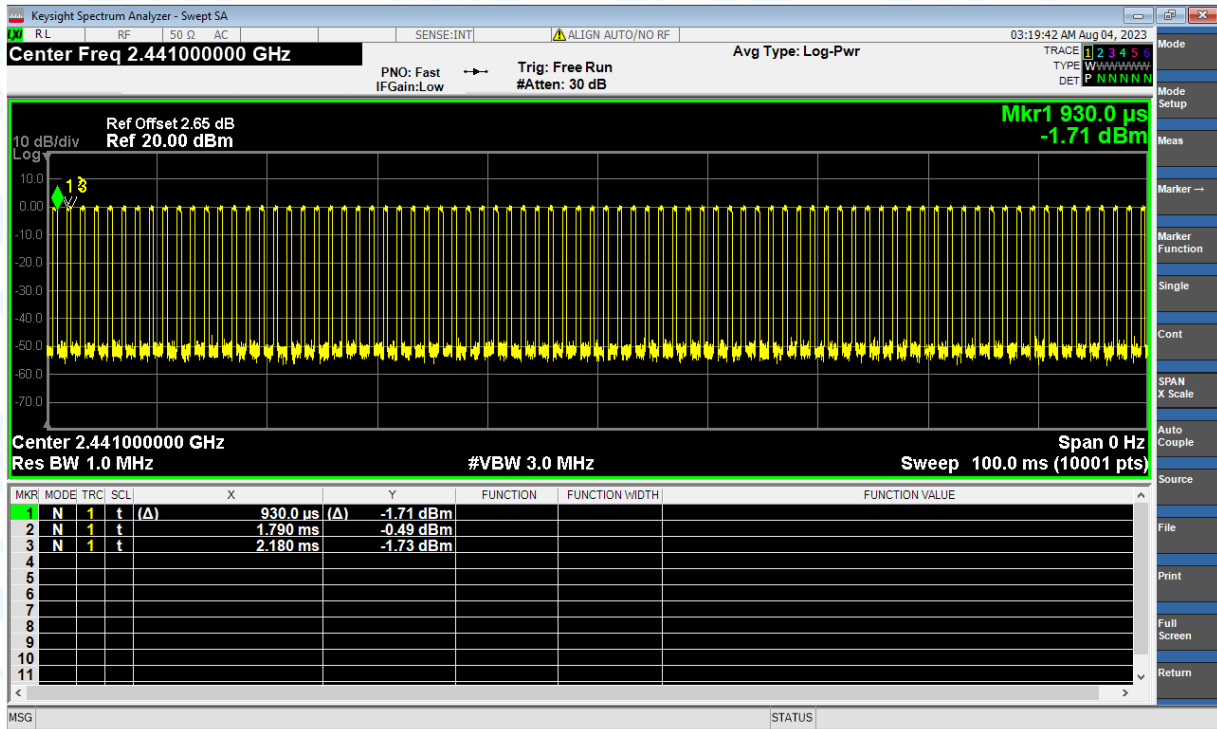 Keysight Spectrum Analyzer - Swept SA
LXI RL RF 50 Ω AC SENSE:INT ALIGN AUTO/NO RF 03:19:42 AM Aug 04, 2023
Center Freq 2.441000000 GHz
PNO: Fast
IFGain:Low
Trig: Free Run
#Atten: 30 dB
Avg Type: Log-Pwr
TRACE 1 2 3 4 5 6
TYPE WWWWWW
DET P N N N N N
Mkr1 930.0 µs
-1.71 dBm
Ref Offset 2.65 dB
10 dB/div Ref 20.00 dBm
Log
10.0
0.00
-10.0
-20.0
-30.0
-40.0
-50.0
-60.0
-70.0
1 3
Center 2.441000000 GHz Span 0 Hz
Res BW 1.0 MHz #VBW 3.0 MHz Sweep 100.0 ms (10001 pts)
MKR MODE TRC SCL X Y FUNCTION FUNCTION WIDTH FUNCTION VALUE
1 N 1 t (Δ) 930.0 µs (Δ) -1.71 dBm
2 N 1 t 1.790 ms -0.49 dBm
3 N 1 t 2.180 ms -1.73 dBm
4
5
6
7
8
9
10
11
MSG STATUS
Mode
Mode
Setup
Meas
Marker →
Marker
Function
Single
Cont
SPAN
X Scale
Auto
Couple
Source
File
Print
Full
Screen
Return